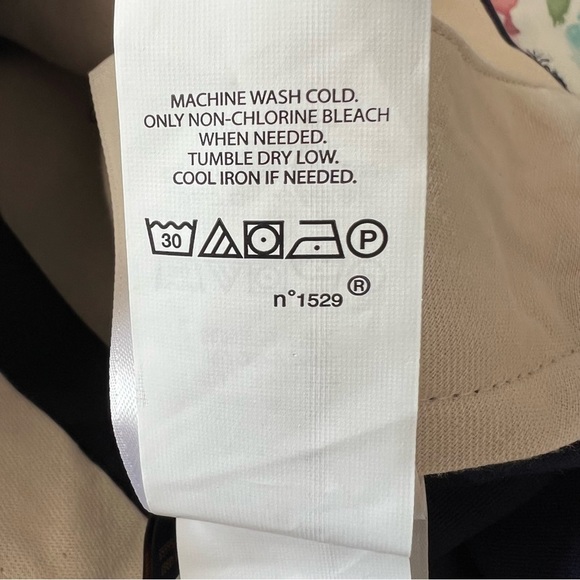 MACHINE WASH COLD.
ONLY NON-CHLORINE BLEACH
WHEN NEEDED.
TUMBLE DRY LOW.
COOL IRON IF NEEDED.
30 P
n°1529 ®